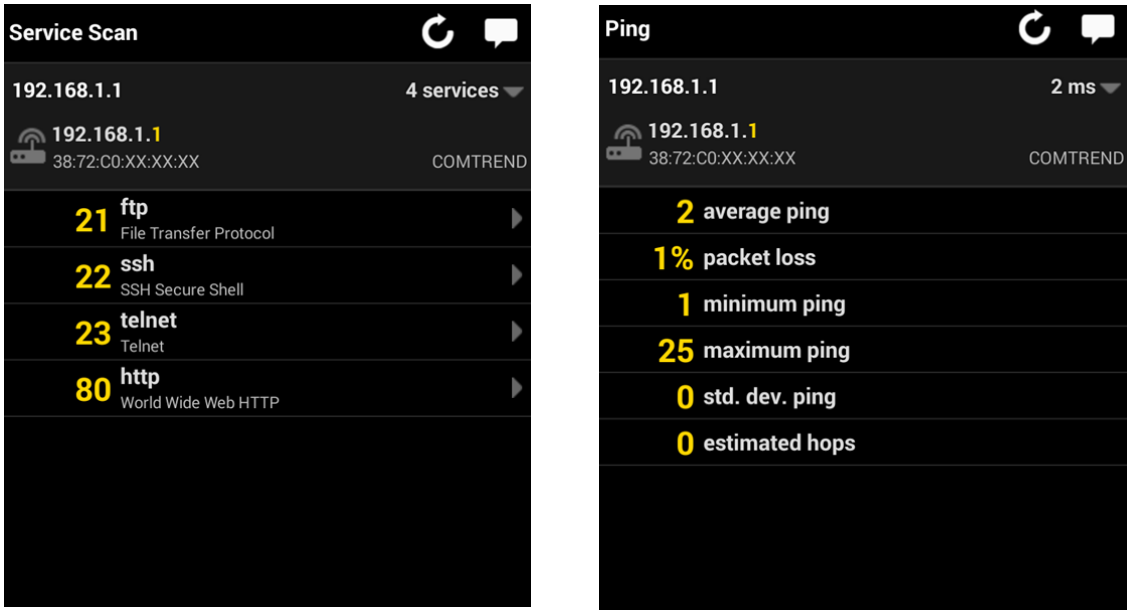 Service Scan
192.168.1.1 4 services
192.168.1.1
38:72:C0:XX:XX:XX COMTREND
21 ftp
File Transfer Protocol
22 ssh
SSH Secure Shell
23 telnet
Telnet
80 http
World Wide Web HTTP
Ping
192.168.1.1 2 ms
192.168.1.1
38:72:C0:XX:XX:XX COMTREND
2 average ping
1% packet loss
1 minimum ping
25 maximum ping
0 std. dev. ping
0 estimated hops